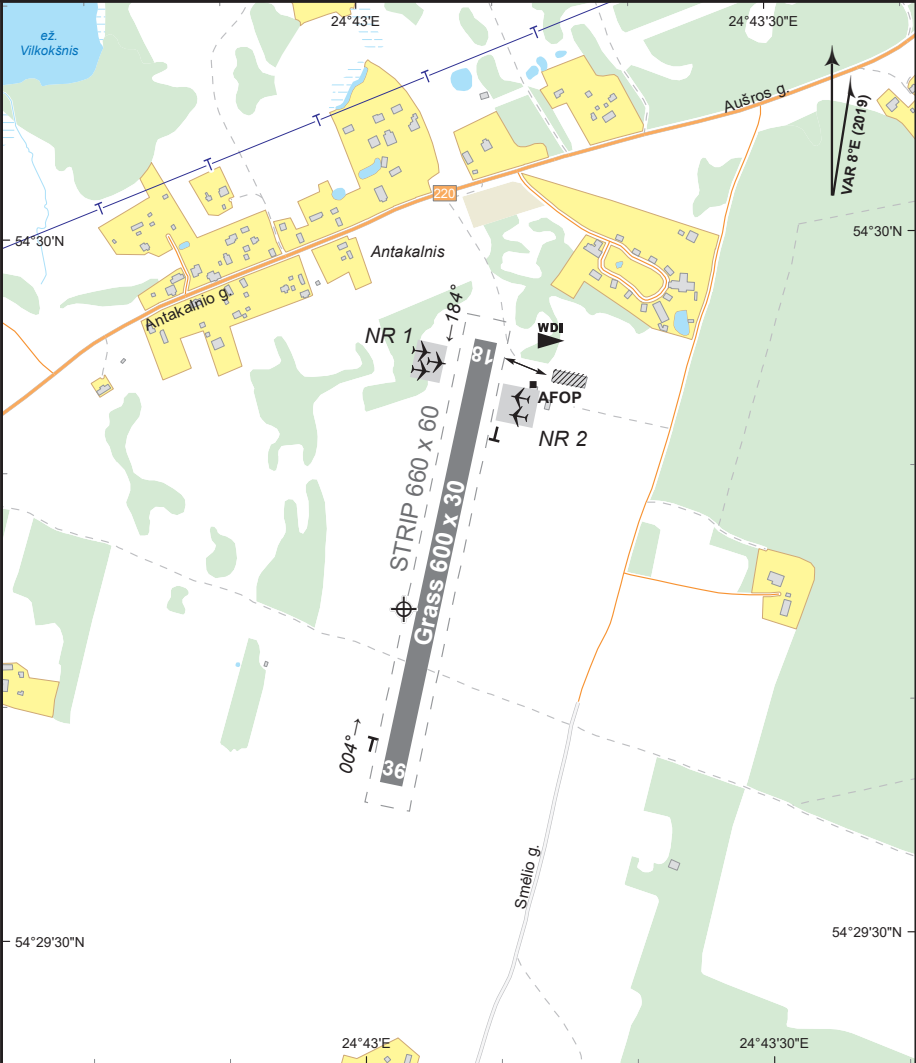 24°43'E
24°43'30"E
ež.
Vilkokšnis
Aušros g.
VAR 8°E (2019)
220
54°30'N
54°30'N
Antakalnis
Antakalnio g.
←184°
NR 1
WDI
18
AFOP
NR 2
STRIP 660 x 60
Grass 600 x 30
004°→
36
Smėlio g.
54°29'30"N
54°29'30"N
24°43'E
24°43'30"E